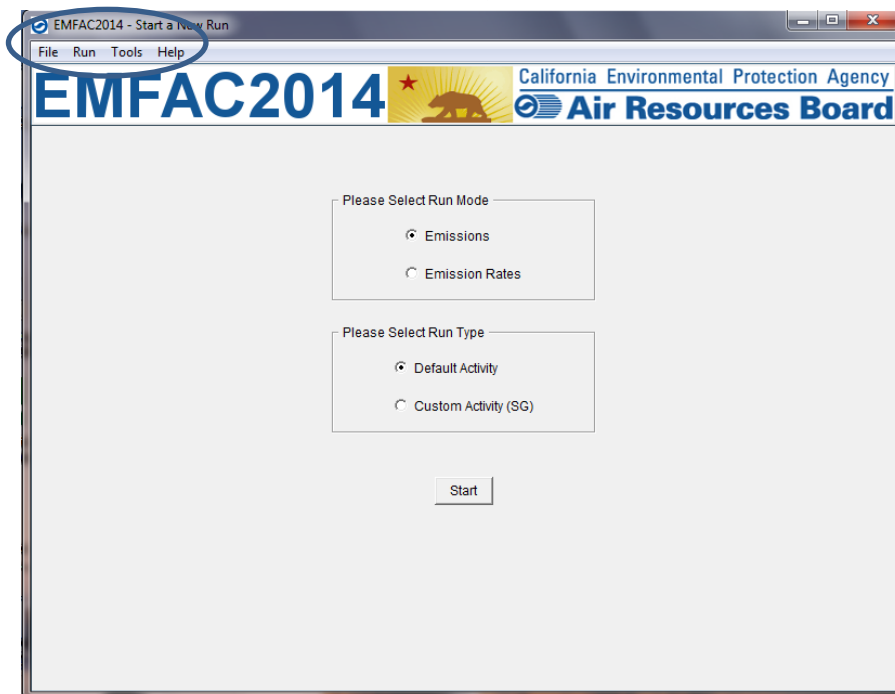 EMFAC2014 - Start a New Run
File Run Tools Help
EMFAC2014
California Environmental Protection Agency
Air Resources Board
Please Select Run Mode
Emissions
Emission Rates
Please Select Run Type
Default Activity
Custom Activity (SG)
Start